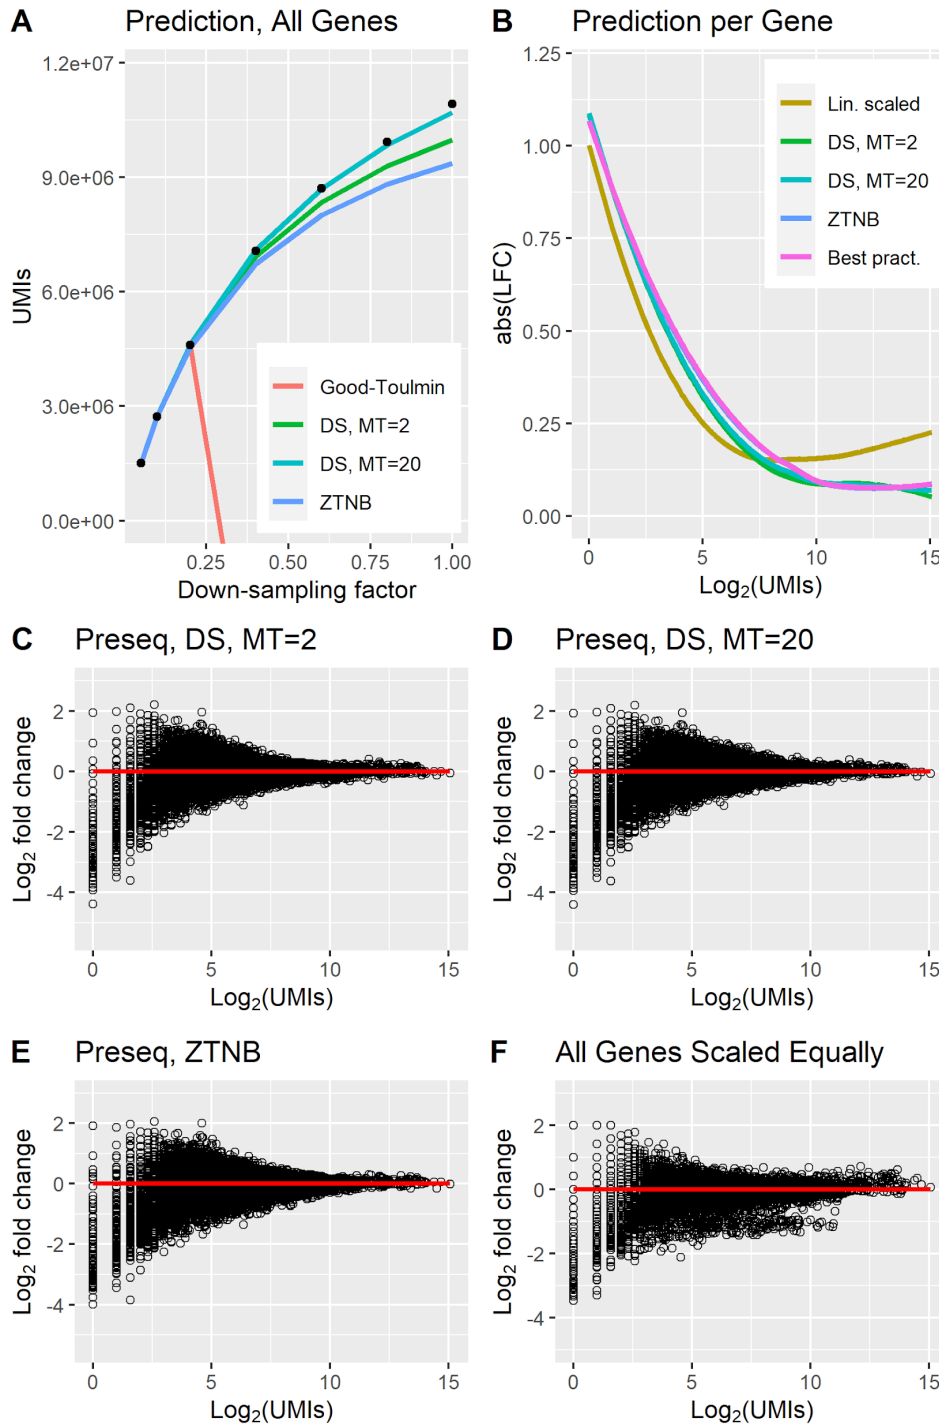 A Prediction, All Genes
UMIs
1.2e+07
9.0e+06
6.0e+06
3.0e+06
0.0e+00
Good-Toulmin
DS, MT=2
DS, MT=20
ZTNB
0.25 0.50 0.75 1.00
Down-sampling factor
B Prediction per Gene
abs(LFC)
1.25
1.00
0.75
0.50
0.25
0.00
Lin. scaled
DS, MT=2
DS, MT=20
ZTNB
Best pract.
0 5 10 15
Log2(UMIs)
C Preseq, DS, MT=2
Log2 fold change
2
0
-2
-4
0 5 10 15
Log2(UMIs)
D Preseq, DS, MT=20
Log2 fold change
2
0
-2
-4
0 5 10 15
Log2(UMIs)
E Preseq, ZTNB
Log2 fold change
2
0
-2
-4
0 5 10 15
Log2(UMIs)
F All Genes Scaled Equally
Log2 fold change
2
0
-2
-4
0 5 10 15
Log2(UMIs)